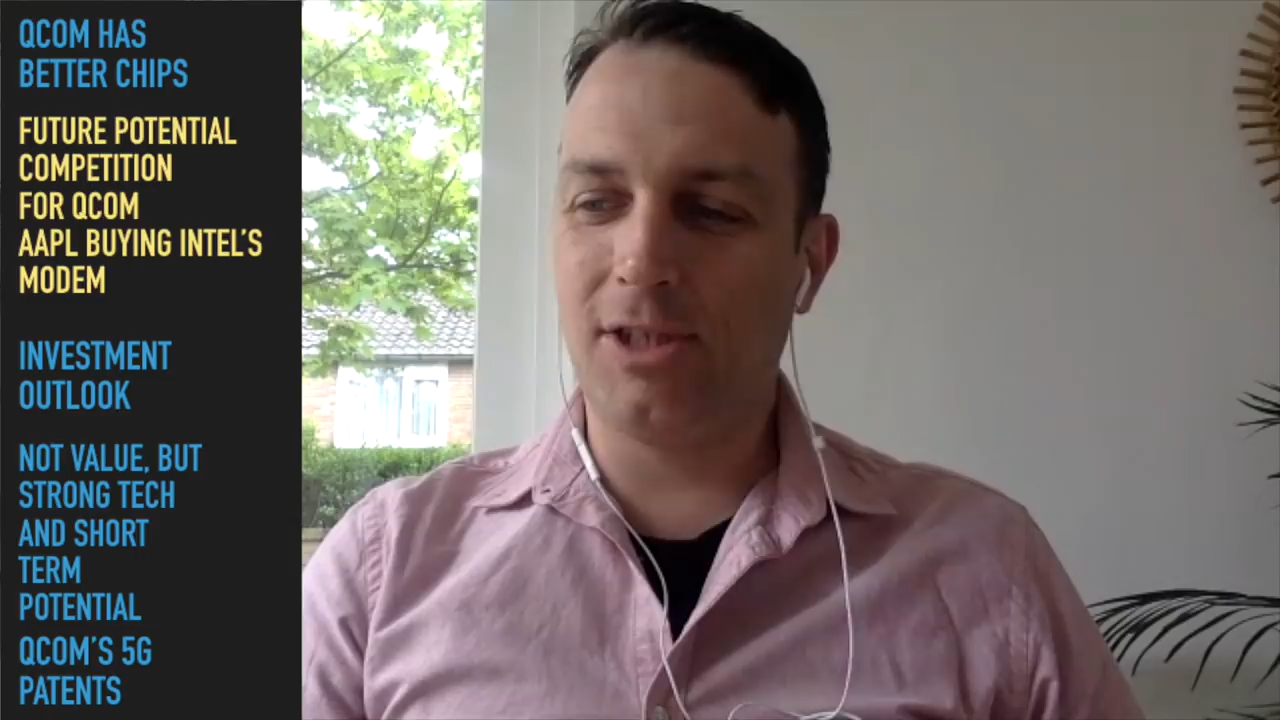 QCOM HAS
BETTER CHIPS
FUTURE POTENTIAL
COMPETITION
FOR QCOM
AAPL BUYING INTEL'S
MODEM
INVESTMENT
OUTLOOK
NOT VALUE, BUT
STRONG TECH
AND SHORT
TERM
POTENTIAL
QCOM'S 5G
PATENTS